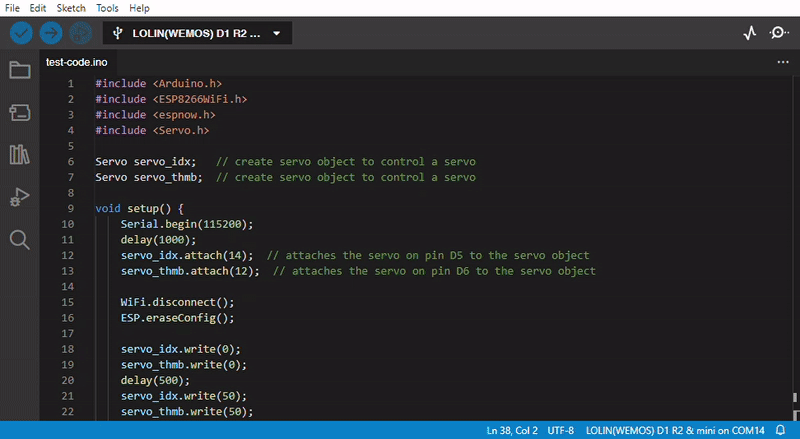 File Edit Sketch Tools Help
LOLIN(WEMOS) D1 R2 ...
test-code.ino
1 #include <Arduino.h>
2 #include <ESP8266WiFi.h>
3 #include <espnow.h>
4 #include <Servo.h>
5
6 Servo servo_idx;   // create servo object to control a servo
7 Servo servo_thmb;  // create servo object to control a servo
8
9 void setup() {
10     Serial.begin(115200);
11     delay(1000);
12     servo_idx.attach(14);  // attaches the servo on pin D5 to the servo object
13     servo_thmb.attach(12);  // attaches the servo on pin D6 to the servo object
14
15     WiFi.disconnect();
16     ESP.eraseConfig();
17
18     servo_idx.write(0);
19     servo_thmb.write(0);
20     delay(500);
21     servo_idx.write(50);
22     servo_thmb.write(50);
Ln 38, Col 2 UTF-8 LOLIN(WEMOS) D1 R2 & mini on COM14